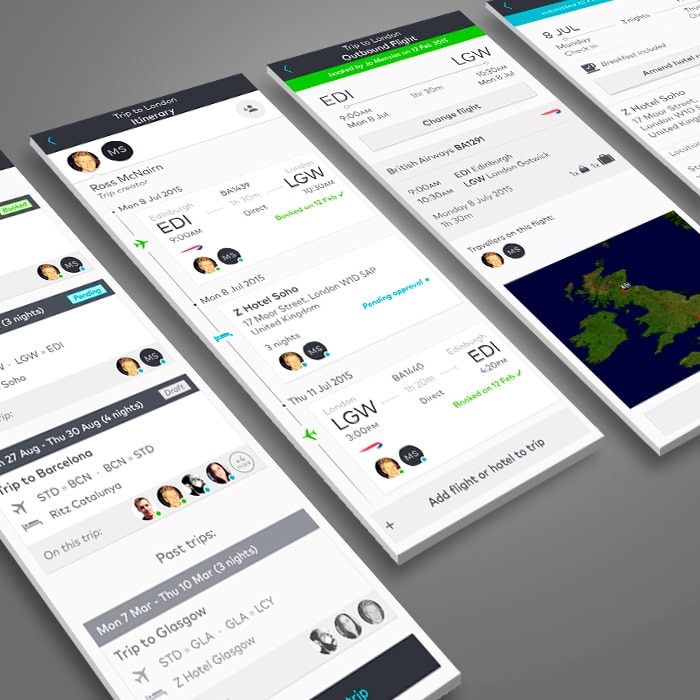 Booked
MS
Pending
(3 nights)
LGW » EDI
Soho
MS
trip:
Draft
27 Aug - Thu 30 Aug (4 nights)
Trip to Barcelona
STD » BCN - BCN » STD
Ritz Catalunya
On this trip:
+4
more
Past trips:
Mon 7 Mar - Thu 10 Mar (3 nights)
Trip to Glasgow
STD » GLA - GLA » LCY
Z Hotel Glasgow
trip
Trip to London
Itinerary
MS
Ross McNairn
Trip creator
Mon 8 Jul 2015
Edinburgh
EDI
9:00AM
BA1439
1h 30m
Direct
London
LGW
10:30AM
Booked on 12 Feb ✓
MS
Mon 8 Jul 2015
Z Hotel Soho
17 Moor Street, London W1D 5AP
United Kingdom
3 nights
Pending approval
MS
Thu 11 Jul 2015
London
LGW
3:00PM
BA1440
1h 20m
Direct
Edinburgh
EDI
4:20PM
Booked on 12 Feb ✓
MS
+ Add flight or hotel to trip
Trip to London
Outbound Flight
booked by Jo Menzies on 12 Feb 2015
EDI
9:00AM
Mon 8 Jul
1hr 30m
LGW
10:30AM
Mon 8 Jul
Change flight
British Airways BA1291
9:00AM EDI Edinburgh
10:30AM LGW London Gatwick
Monday 8 July 2015
1h 30m
1x 1x
Travellers on this flight:
MS
EDI
submitted to
8 JUL
Monday
Check In
3 nights
Breakfast included
Amend hotel
Z Hotel Soho
17 Moor Street,
London, W1D
United Kingdom